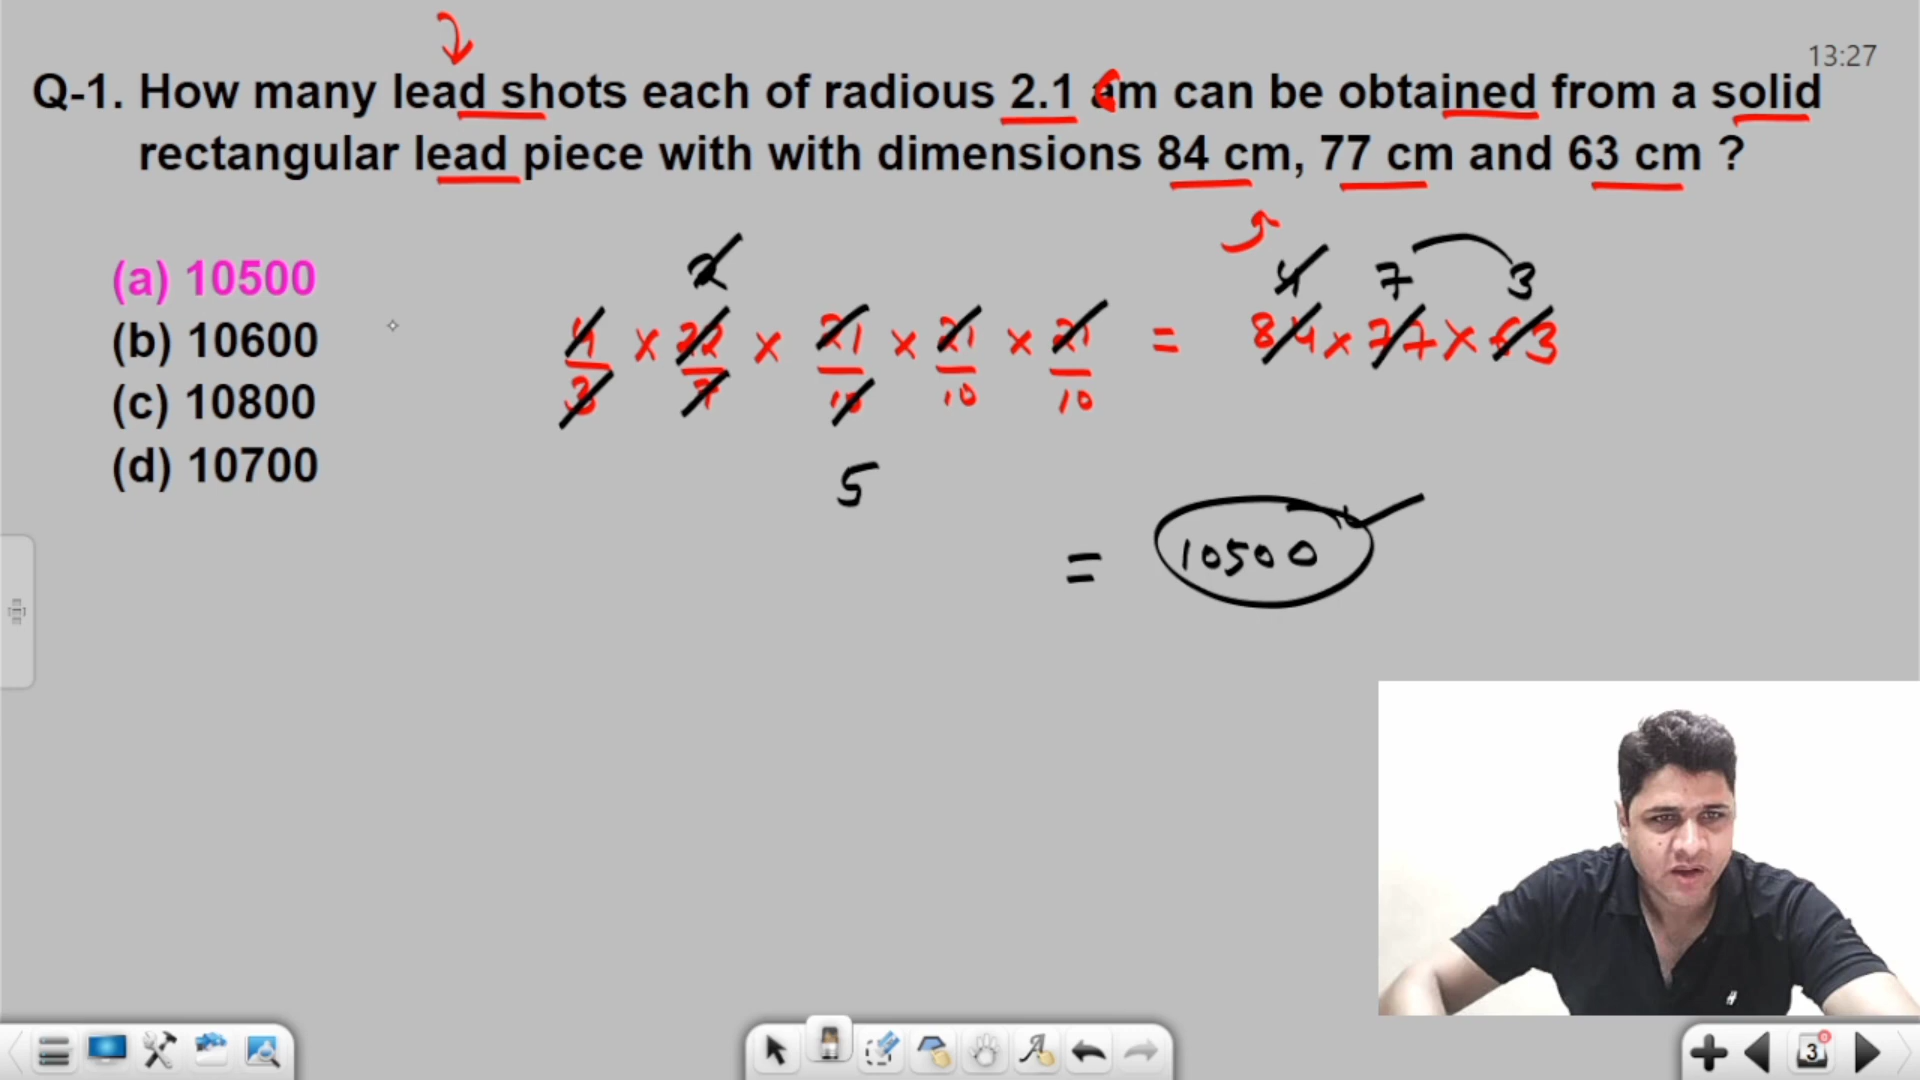 13:27
Q-1. How many lead shots each of radious 2.1 cm can be obtained from a solid
rectangular lead piece with with dimensions 84 cm, 77 cm and 63 cm ?
(a) 10500
(b) 10600
(c) 10800
(d) 10700
2 4 7 3
4/3 × 22/7 × 21/10 × 21/10 × 21/10 = 84 × 77 × 63
5
= 10500
3